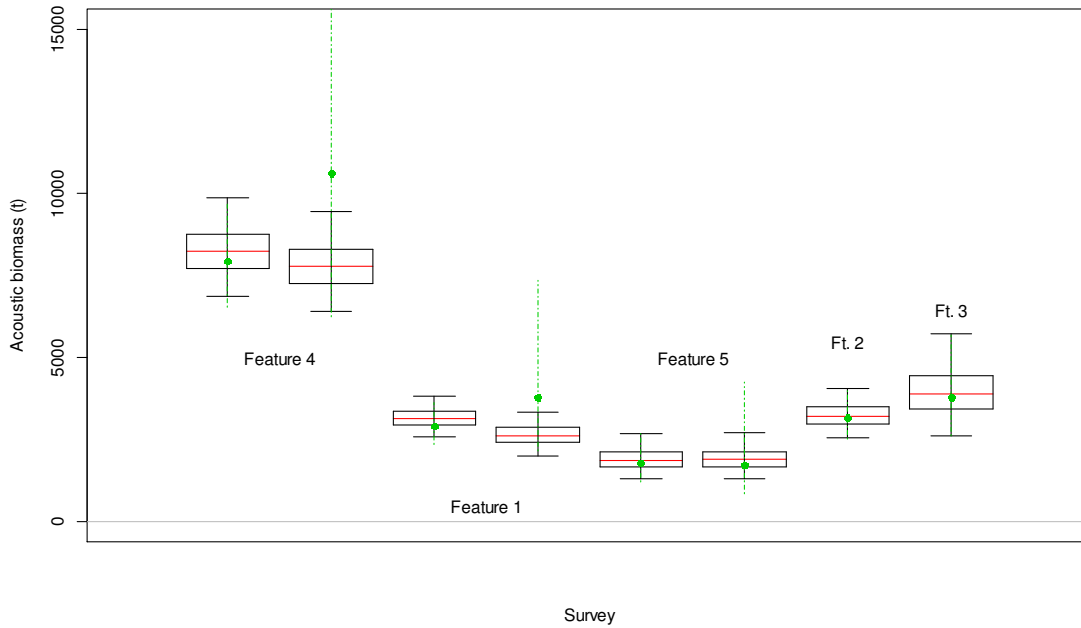 15000
10000
5000
0
Acoustic biomass (t)
Feature 4
Feature 1
Feature 5
Ft. 2
Ft. 3
Survey